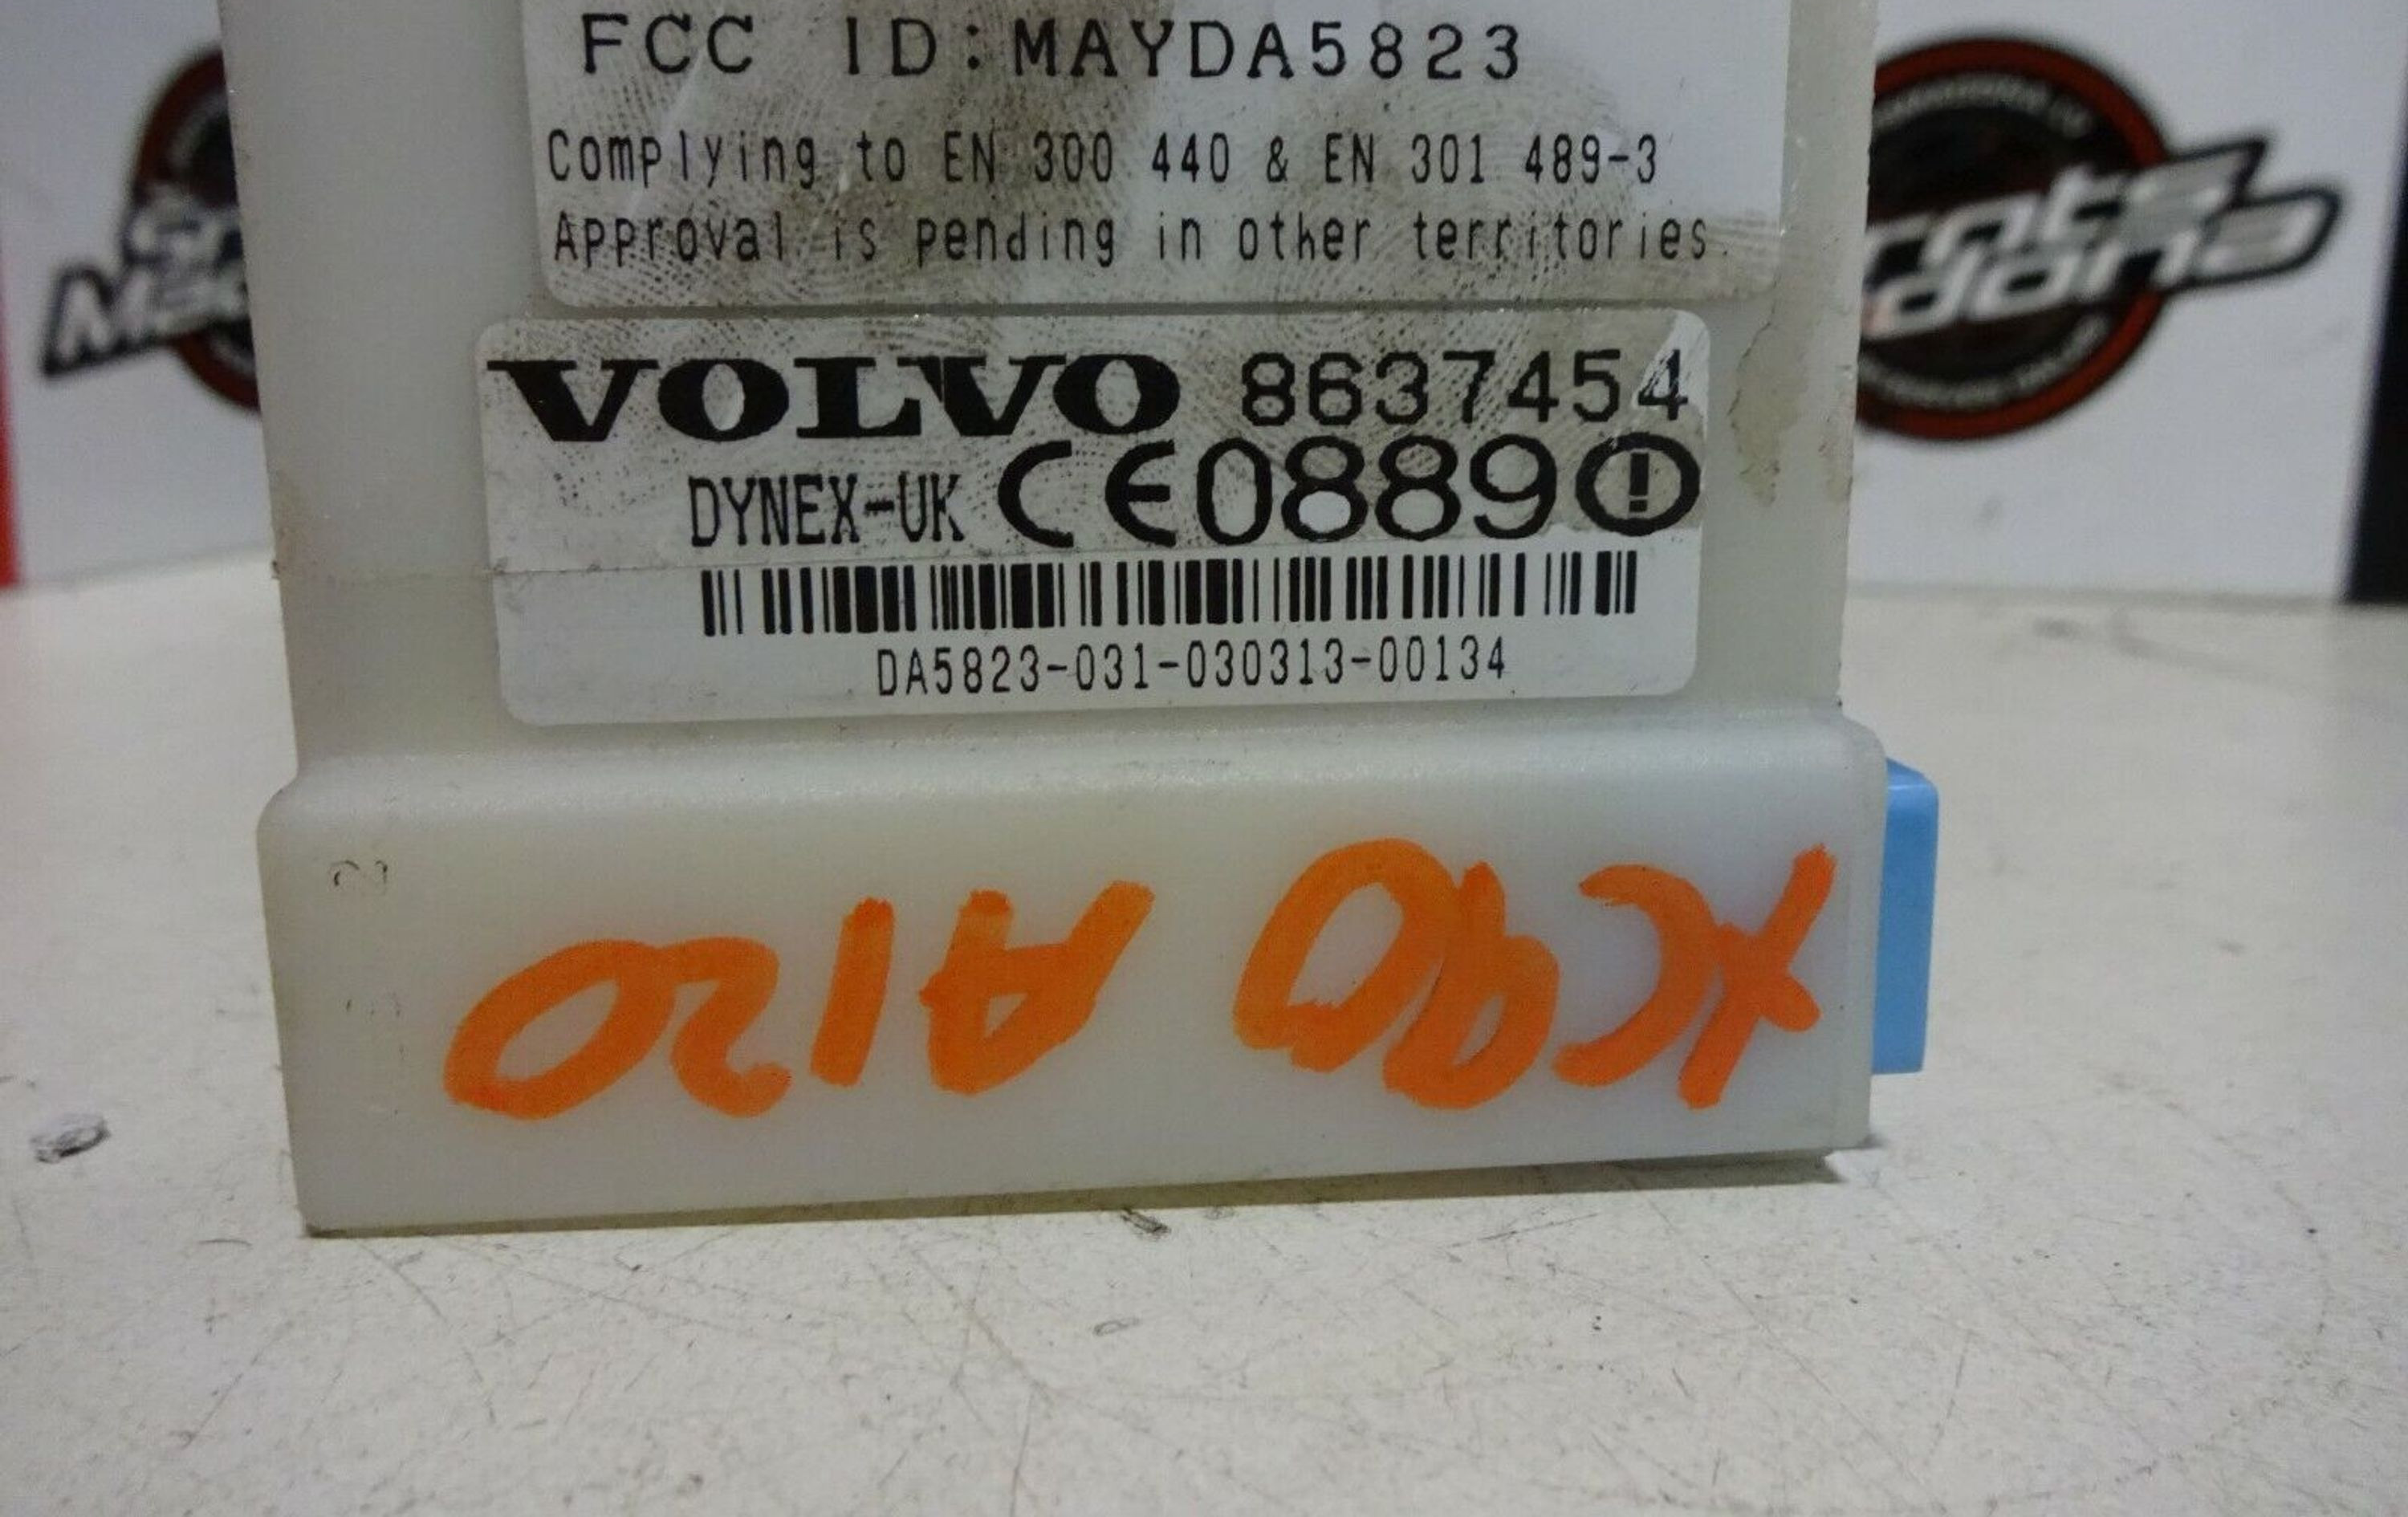 FCC ID:MAYDA5823
Complying to EN 300 440 & EN 301 489-3
Approval is pending in other territories.
VOLVO 8637454
DYNEX-UK CE0889
DA5823-031-030313-00134
XC90 A120